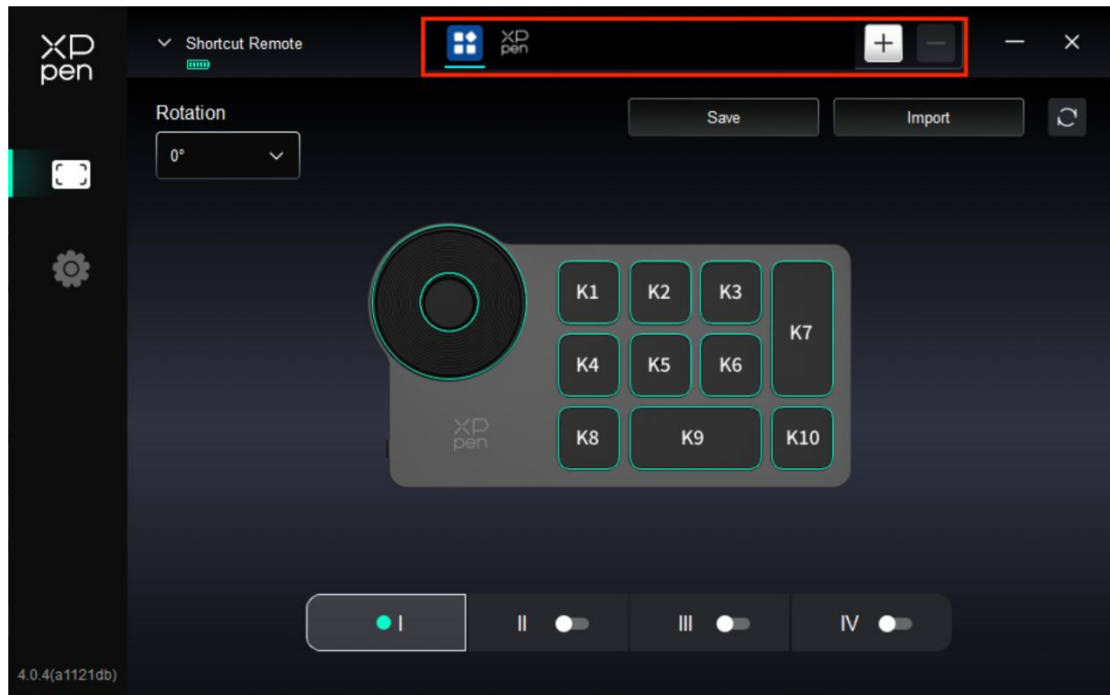 XP
pen
Shortcut Remote
XP
pen
Rotation
Save
Import
0°
K1
K2
K3
K7
K4
K5
K6
XP
pen
K8
K9
K10
I
II
III
IV
4.0.4(a1121db)